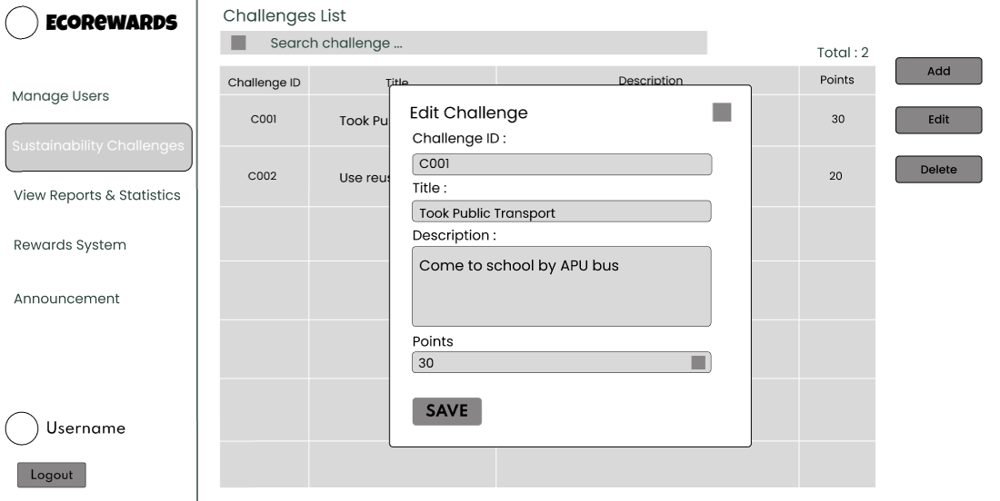 ECOREWARDS
Manage Users
Sustainability Challenges
View Reports & Statistics
Rewards System
Announcement
Username
Logout
Challenges List
Search challenge ...
Total : 2
Challenge ID Title Description Points
C001 Took Pu 30
C002 Use reus 20
Add
Edit
Delete
Edit Challenge
Challenge ID :
C001
Title :
Took Public Transport
Description :
Come to school by APU bus
Points
30
SAVE